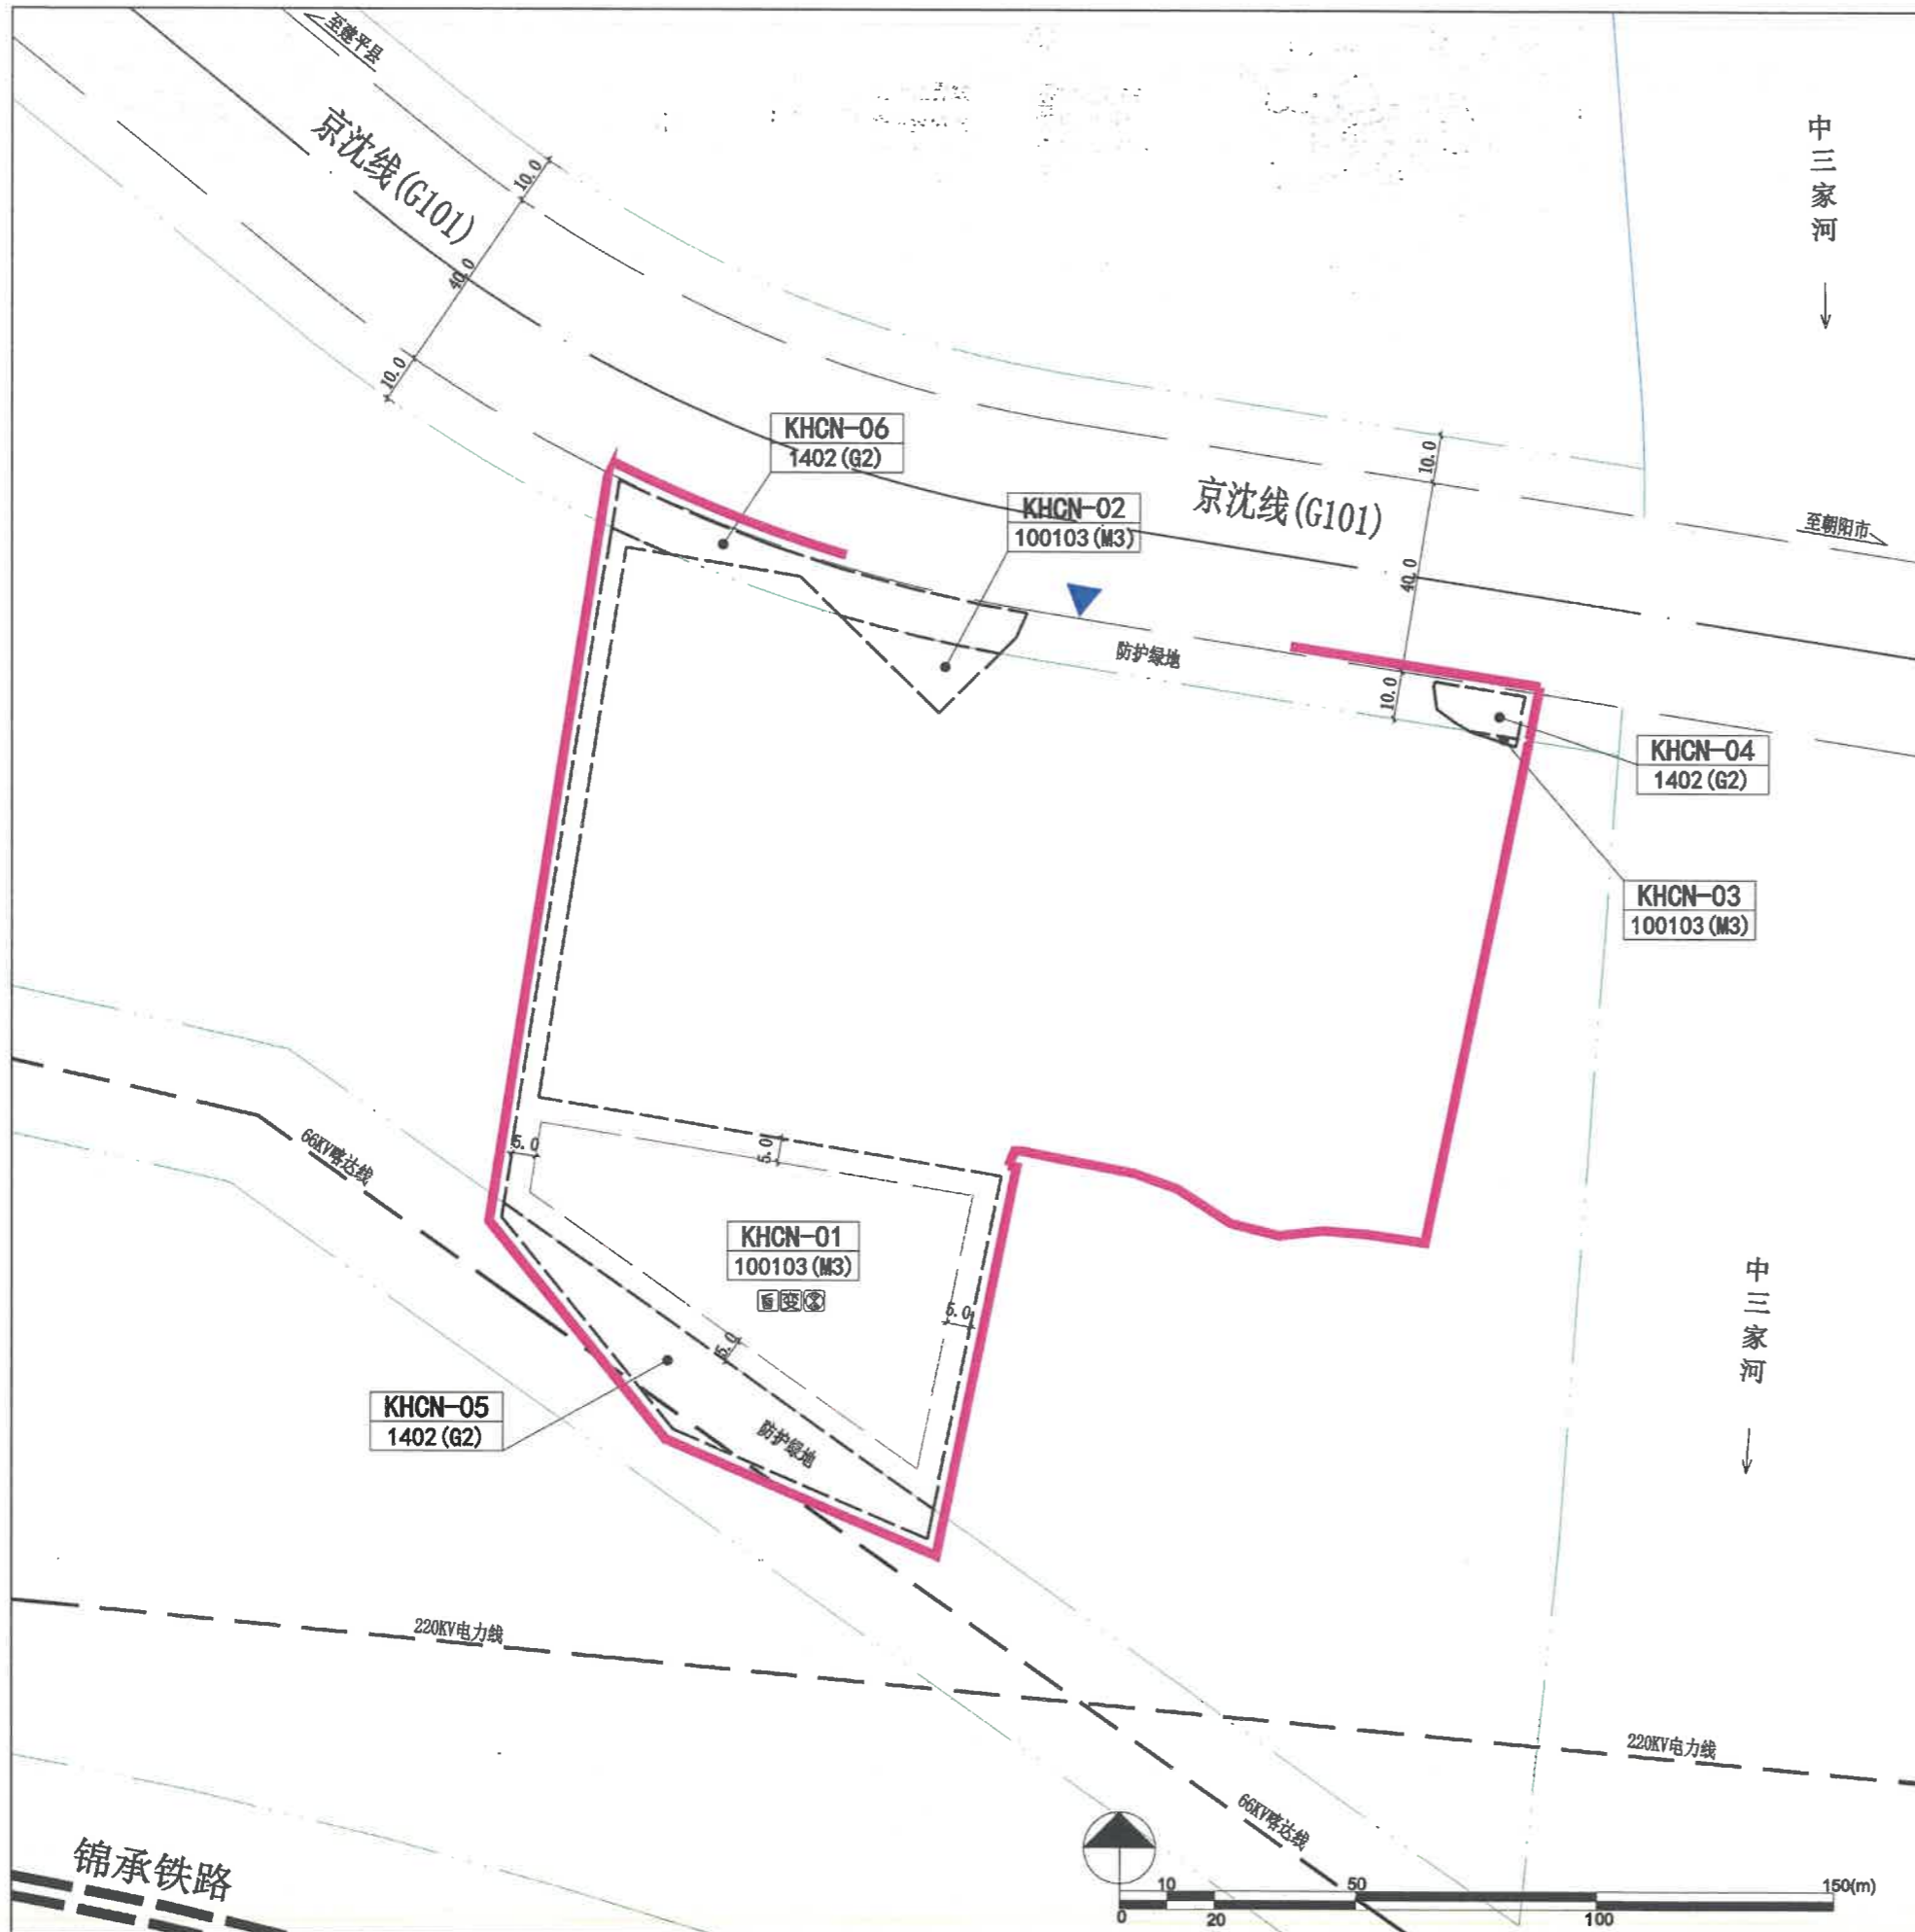 至建平县
京沈线(G101)
10.0
40.0
10.0
中三家河
KHCN-06
1402(G2)
KHCN-02
100103(M3)
京沈线(G101)
10.0
40.0
10.0
至朝阳市
防护绿地
KHCN-04
1402(G2)
KHCN-03
100103(M3)
66KV喀达线
5.0
5.0
KHCN-01
100103(M3)
变
5.0
5.0
KHCN-05
1402(G2)
防护绿地
中三家河
220KV电力线
220KV电力线
66KV喀达线
锦承铁路
10
50
150(m)
0
20
100